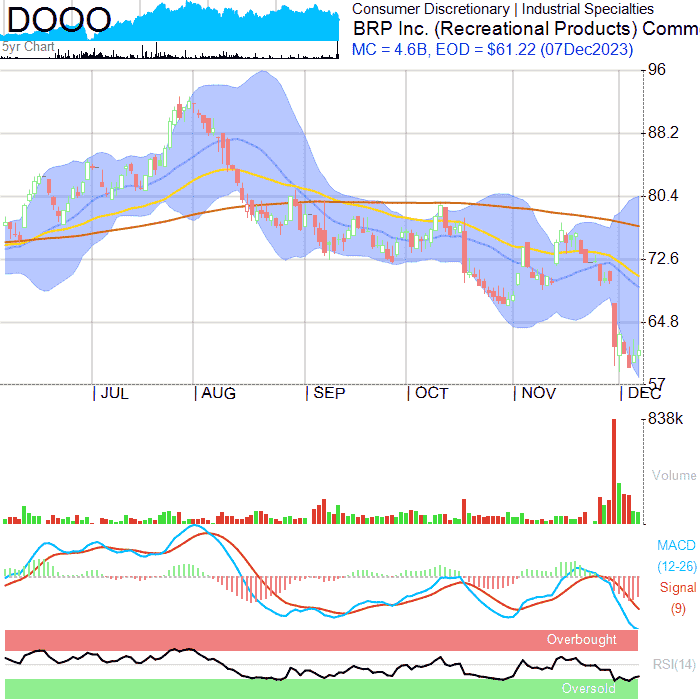 DOOO
5yr Chart
Consumer Discretionary | Industrial Specialties
BRP Inc. (Recreational Products) Comm
MC = 4.6B, EOD = $61.22 (07Dec2023)
96
88.2
80.4
72.6
64.8
57
JUL
AUG
SEP
OCT
NOV
DEC
838k
Volume
MACD
(12-26)
Signal
(9)
Overbought
RSI(14)
Oversold